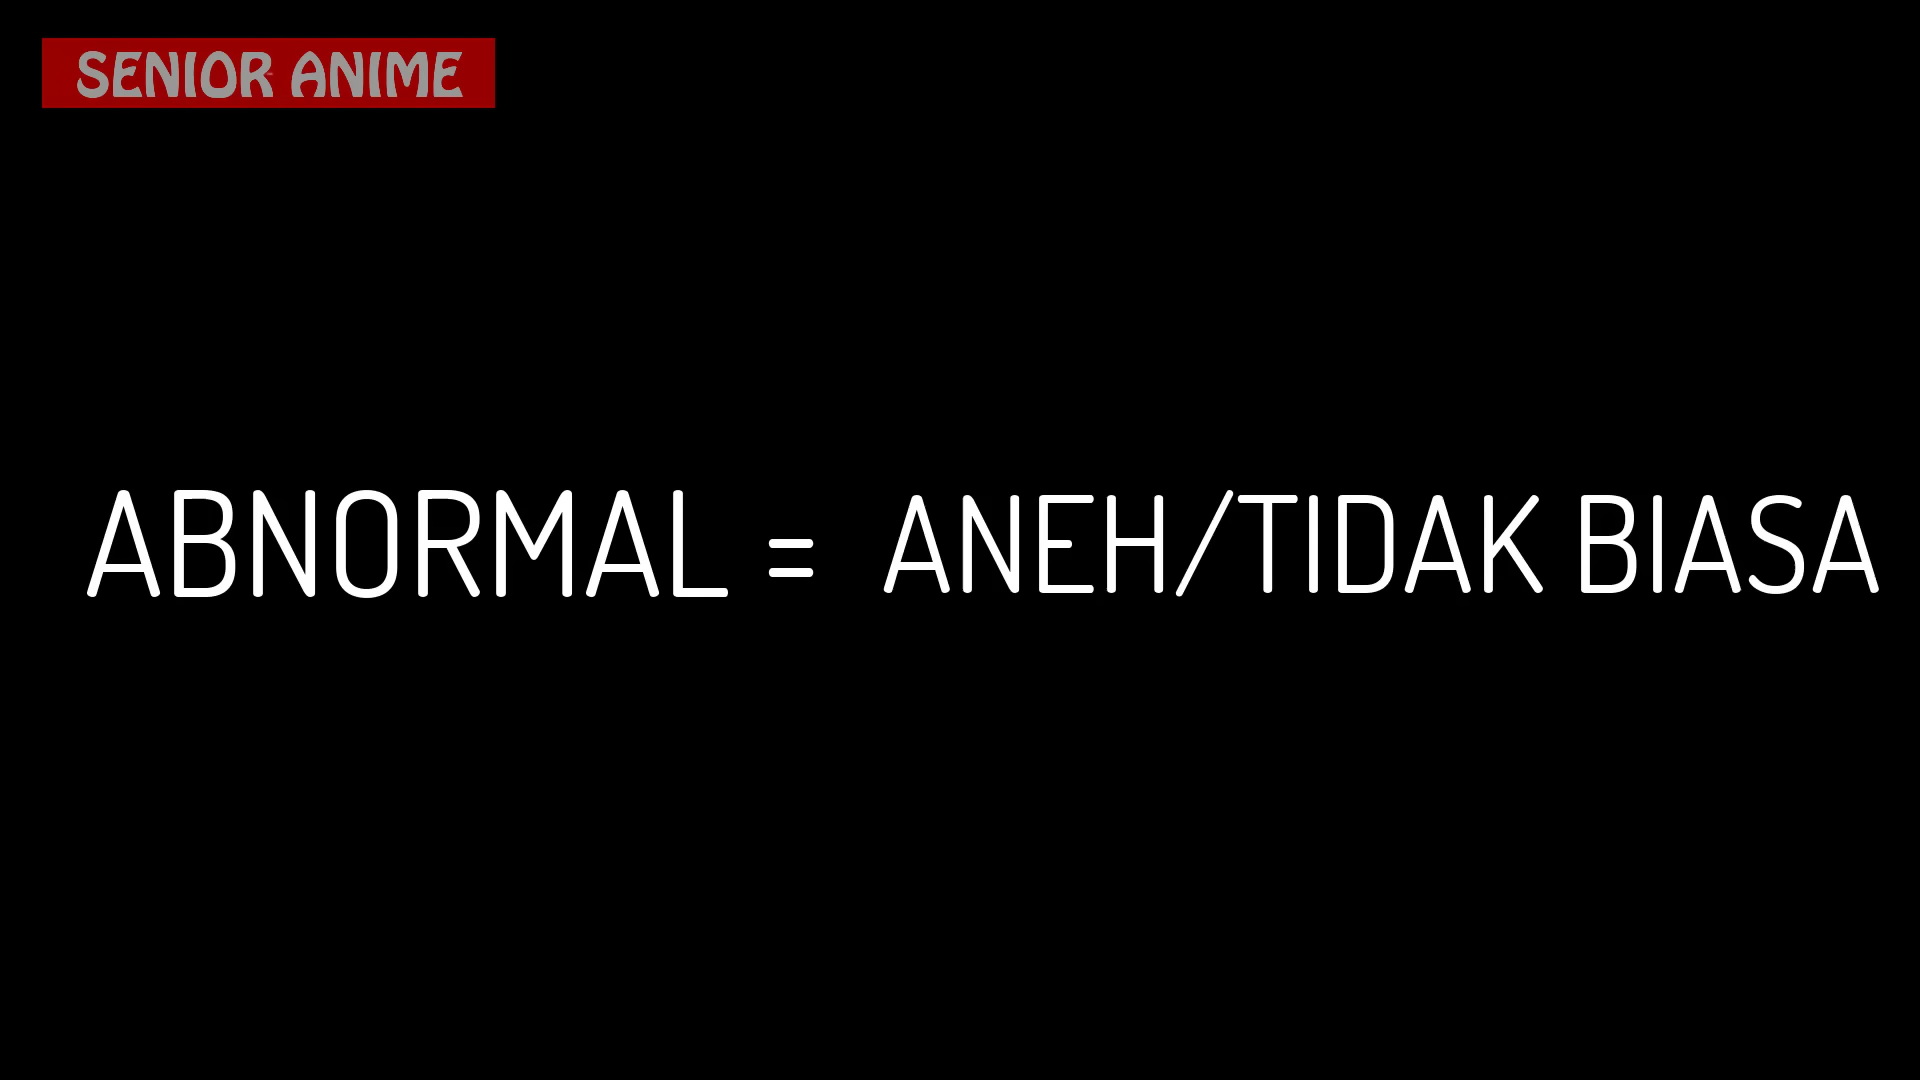 SENIOR ANIME
ABNORMAL = ANEH/TIDAK BIASA